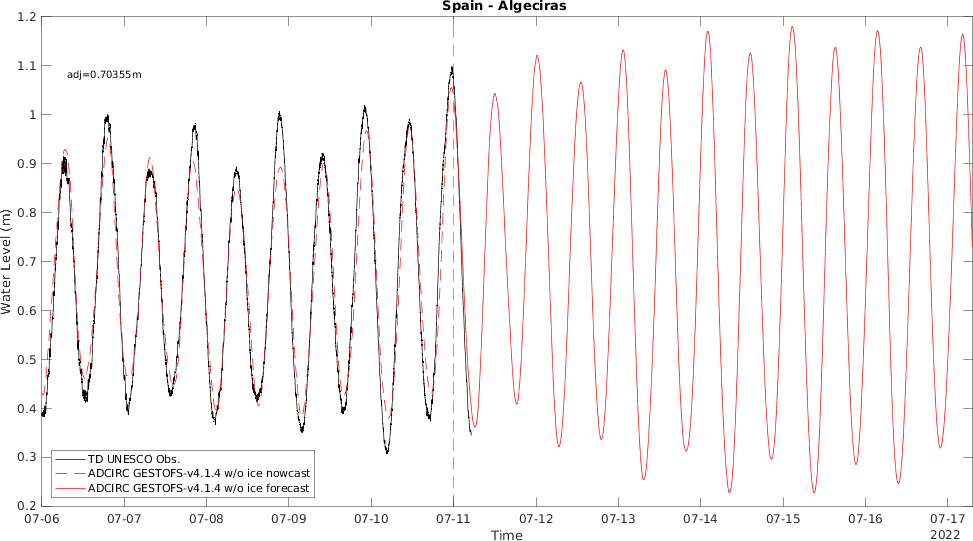 Spain - Algeciras
1.2
1.1
1
0.9
0.8
0.7
0.6
0.5
0.4
0.3
0.2
Water Level (m)
adj=0.70355m
TD UNESCO Obs.
ADCIRC GESTOFS-v4.1.4 w/o ice nowcast
ADCIRC GESTOFS-v4.1.4 w/o ice forecast
07-06 07-07 07-08 07-09 07-10 07-11 07-12 07-13 07-14 07-15 07-16 07-17
2022
Time